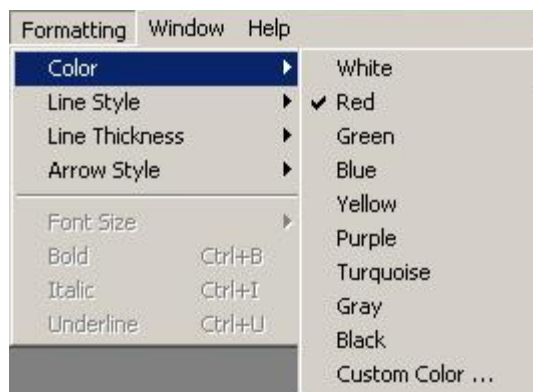 Formatting Window Help
Color
Line Style
Line Thickness
Arrow Style
Font Size
Bold Ctrl+B
Italic Ctrl+I
Underline Ctrl+U
White
Red
Green
Blue
Yellow
Purple
Turquoise
Gray
Black
Custom Color ...